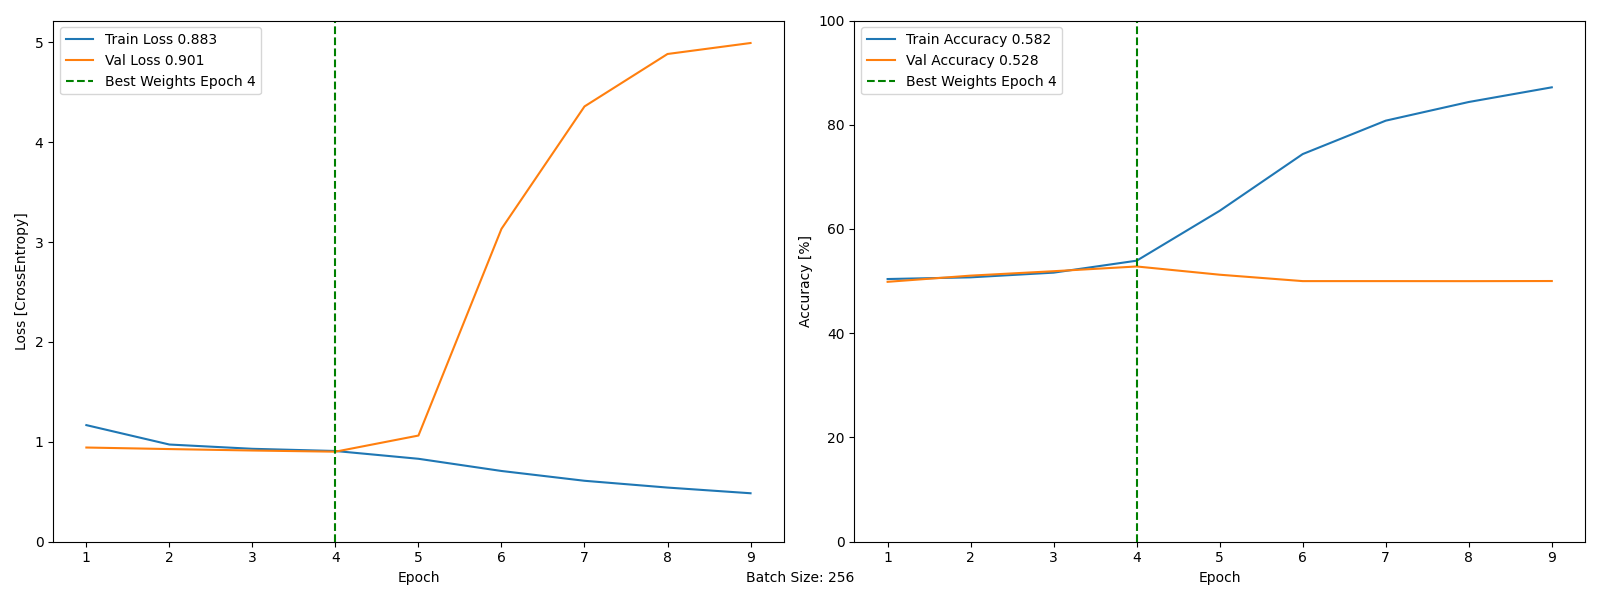 Train Loss 0.883
Val Loss 0.901
Best Weights Epoch 4
5
4
3
2
1
0
Loss [CrossEntropy]
1 2 3 4 5 6 7 8 9
Epoch
Train Accuracy 0.582
Val Accuracy 0.528
Best Weights Epoch 4
100
80
60
40
20
0
Accuracy [%]
1 2 3 4 5 6 7 8 9
Epoch
Batch Size: 256